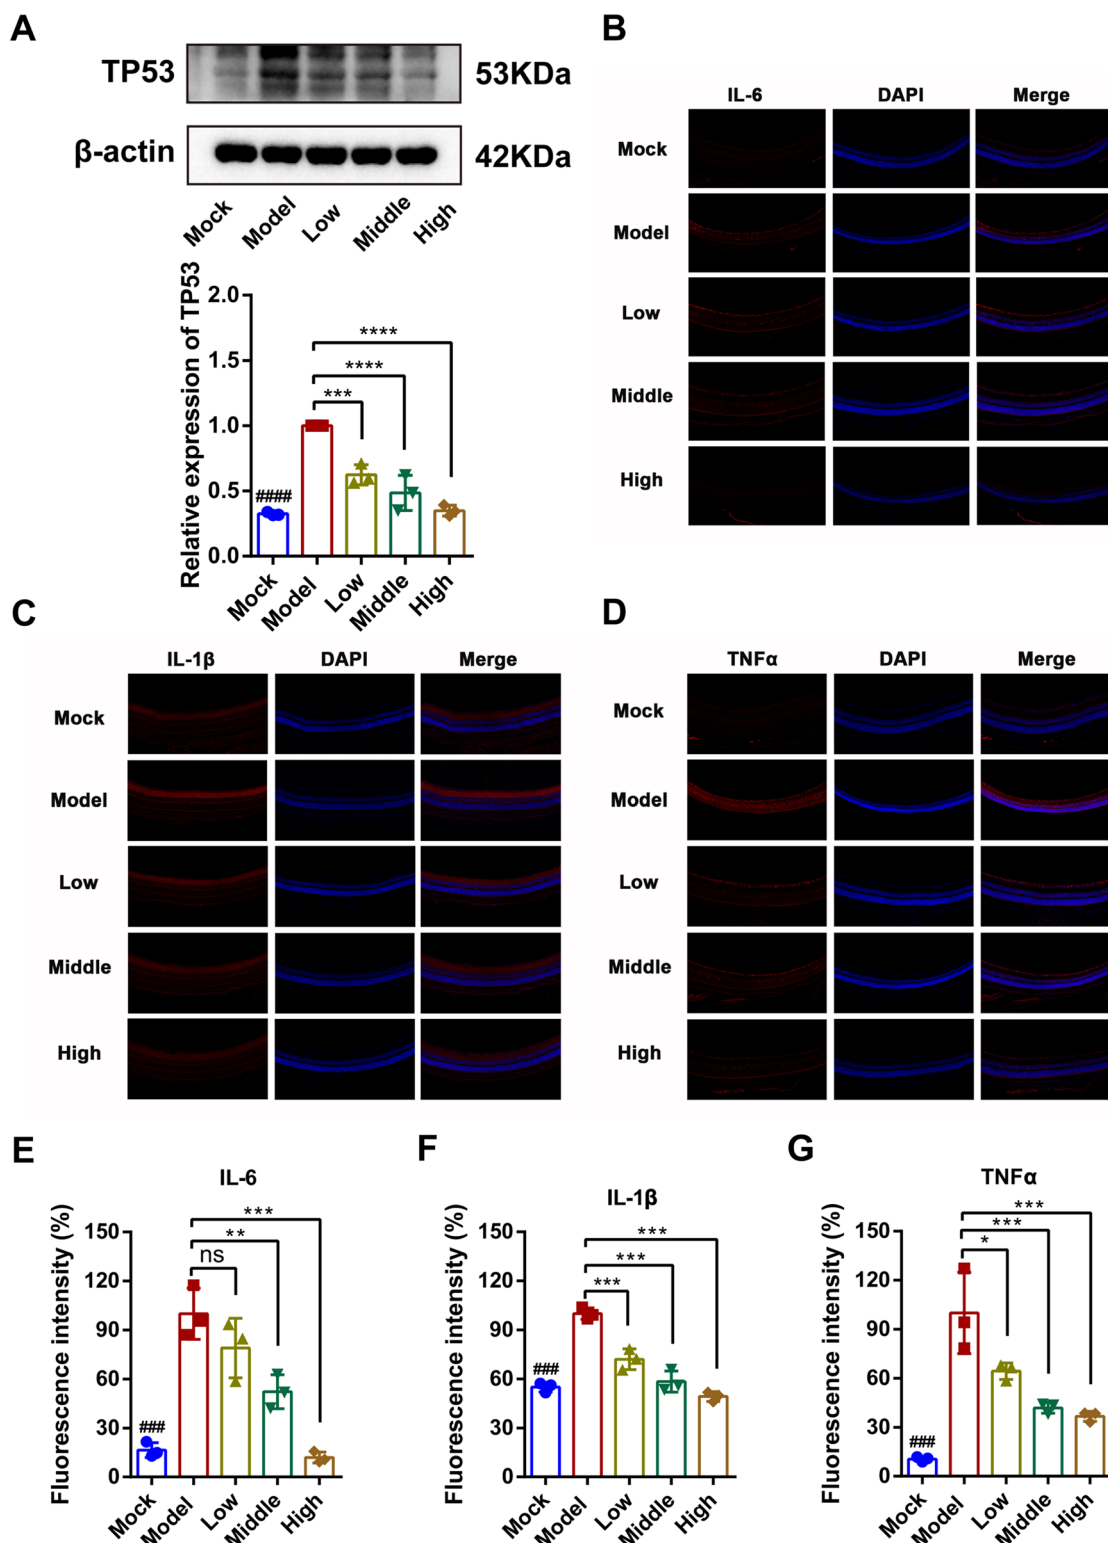 A
TP53
53KDa
β-actin
42KDa
Mock
Model
Low
Middle
High
Relative expression of TP53
2.0
1.5
1.0
0.5
0.0
****
****
***
####
Mock
Model
Low
Middle
High
B
IL-6
DAPI
Merge
Mock
Model
Low
Middle
High
C
IL-1β
DAPI
Merge
Mock
Model
Low
Middle
High
D
TNFα
DAPI
Merge
Mock
Model
Low
Middle
High
E
IL-6
Fluorescence intensity (%)
150
120
90
60
30
0
***
**
ns
###
Mock
Model
Low
Middle
High
F
IL-1β
Fluorescence intensity (%)
150
120
90
60
30
0
***
***
***
###
Mock
Model
Low
Middle
High
G
TNFα
Fluorescence intensity (%)
150
120
90
60
30
0
***
***
*
###
Mock
Model
Low
Middle
High